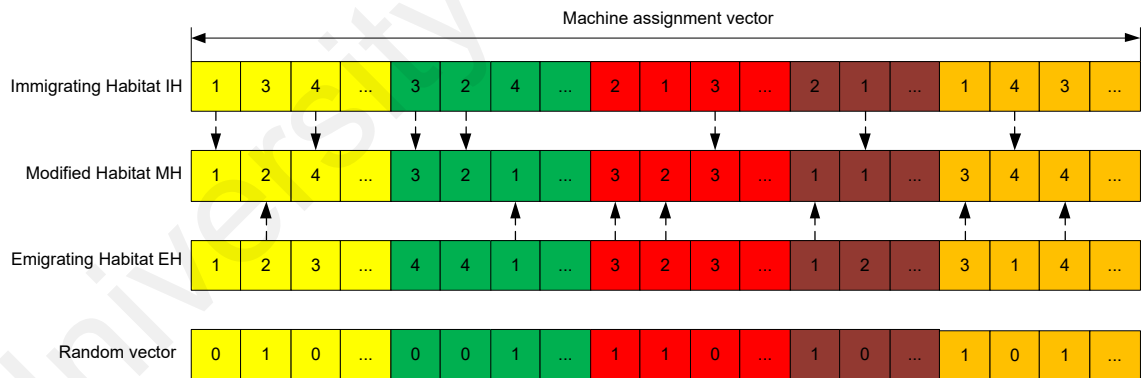 Machine assignment vector
Immigrating Habitat IH 1 3 4 ... 3 2 4 ... 2 1 3 ... 2 1 ... 1 4 3 ...
Modified Habitat MH 1 2 4 ... 3 2 1 ... 3 2 3 ... 1 1 ... 3 4 4 ...
Emigrating Habitat EH 1 2 3 ... 4 4 1 ... 3 2 3 ... 1 2 ... 3 1 4 ...
Random vector 0 1 0 ... 0 0 1 ... 1 1 0 ... 1 0 ... 1 0 1 ...
University